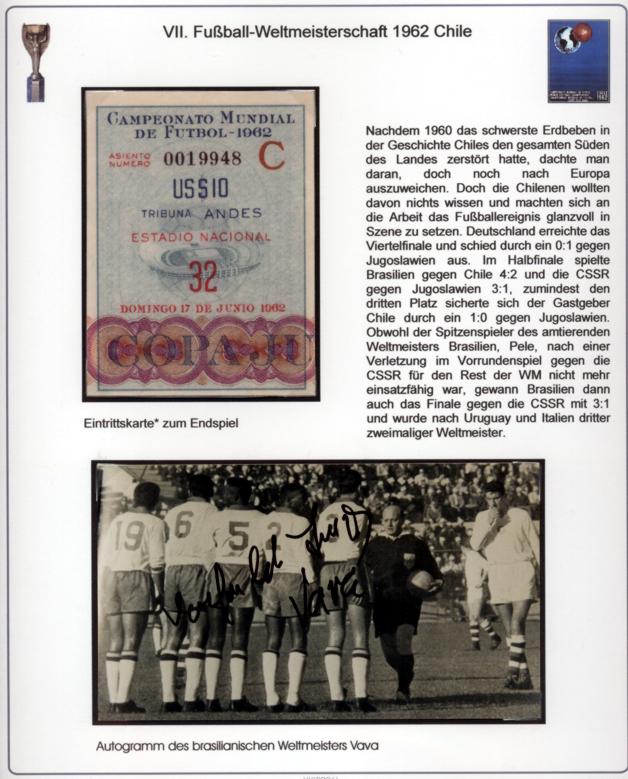 VII. Fußball-Weltmeisterschaft 1962 Chile
CAMPEONATO MUNDIAL
DE FUTBOL-1962
ASIENTO
NUMERO 0019948 C
US$10
TRIBUNA ANDES
ESTADIO NACIONAL
32
DOMINGO 17 DE JUNIO 1962
COPA JU
Eintrittskarte* zum Endspiel
Nachdem 1960 das schwerste Erdbeben in
der Geschichte Chiles den gesamten Süden
des Landes zerstört hatte, dachte man
daran, doch noch nach Europa
auszuweichen. Doch die Chilenen wollten
davon nichts wissen und machten sich an
die Arbeit das Fußballereignis glanzvoll in
Szene zu setzen. Deutschland erreichte das
Viertelfinale und schied durch ein 0:1 gegen
Jugoslawien aus. Im Halbfinale spielte
Brasilien gegen Chile 4:2 und die CSSR
gegen Jugoslawien 3:1, zumindest den
dritten Platz sicherte sich der Gastgeber
Chile durch ein 1:0 gegen Jugoslawien.
Obwohl der Spitzenspieler des amtierenden
Weltmeisters Brasilien, Pele, nach einer
Verletzung im Vorrundenspiel gegen die
CSSR für den Rest der WM nicht mehr
einsatzfähig war, gewann Brasilien dann
auch das Finale gegen die CSSR mit 3:1
und wurde nach Uruguay und Italien dritter
zweimaliger Weltmeister.
19 6 5 2
Vava
Autogramm des brasilianischen Weltmeisters Vava